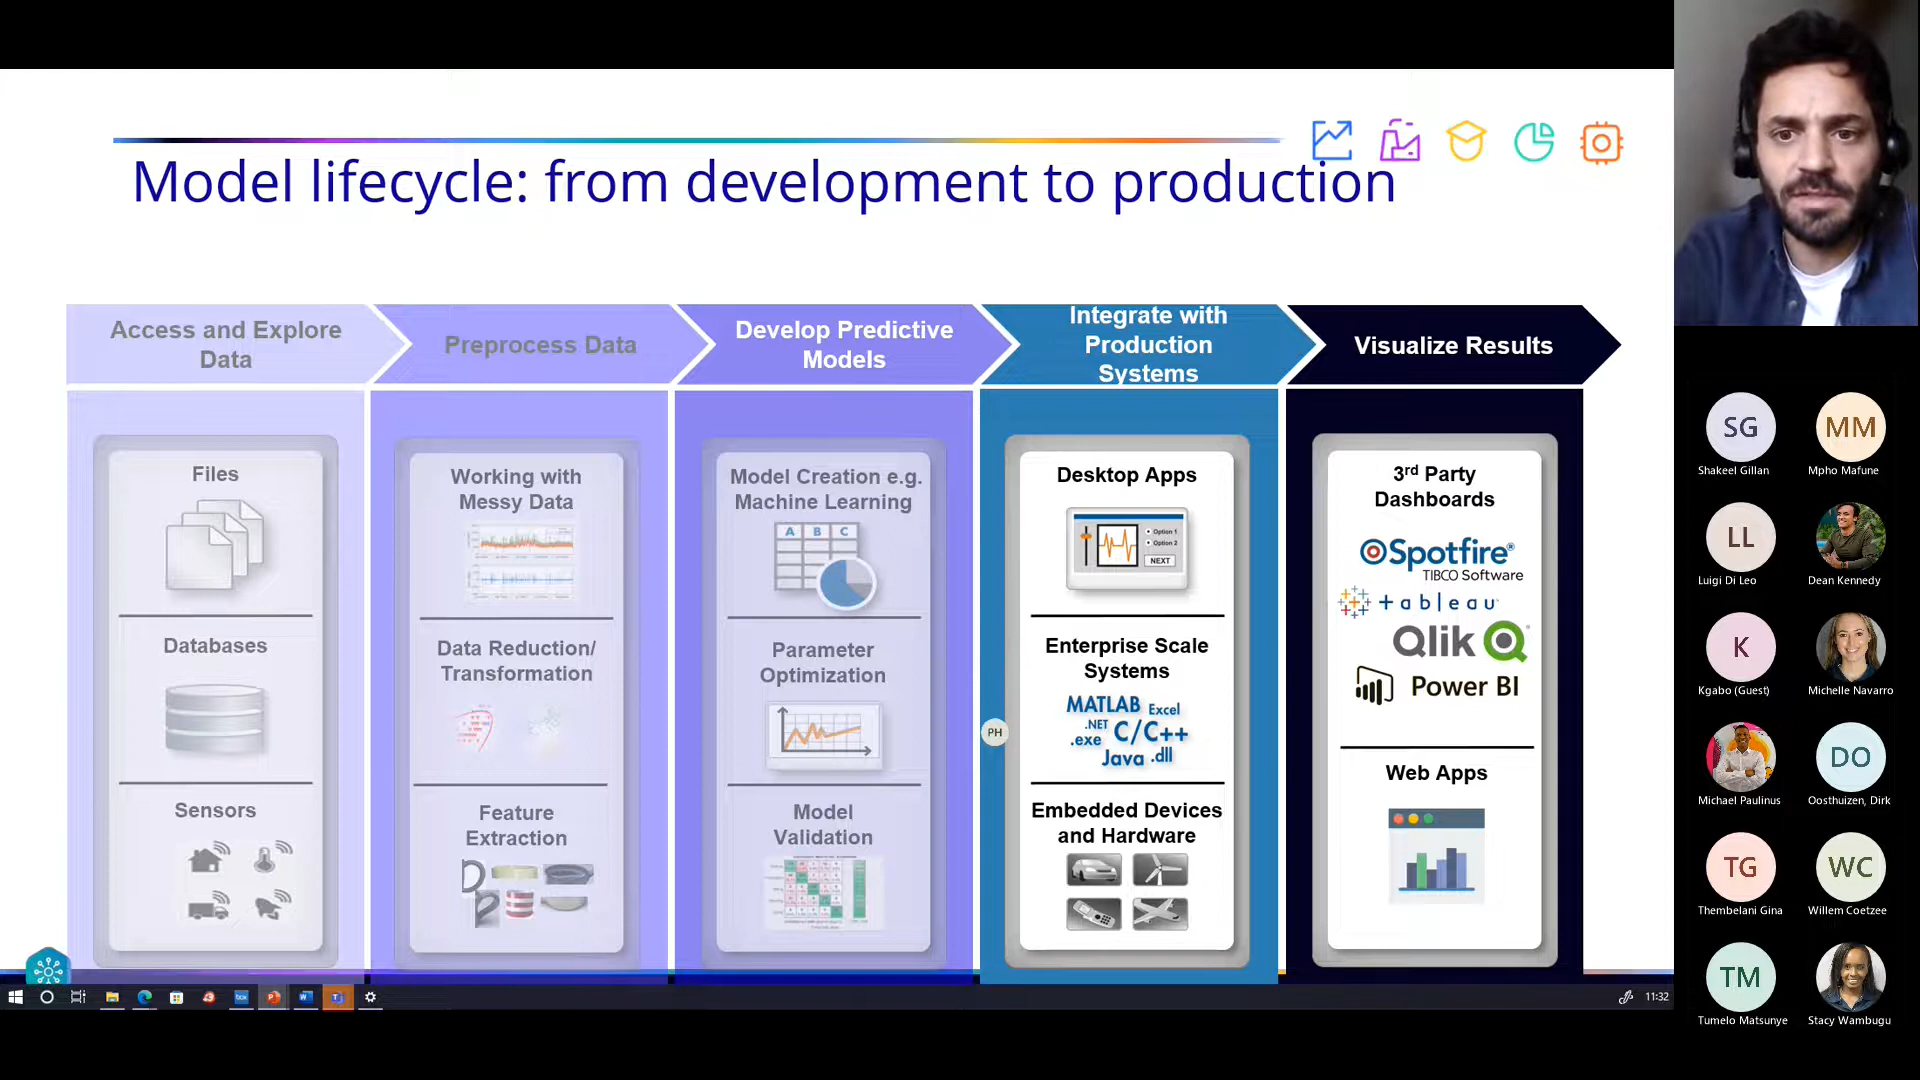 Model lifecycle: from development to production
Access and Explore
Data
Preprocess Data
Develop Predictive
Models
Integrate with
Production
Systems
Visualize Results
Files
Databases
Sensors
Working with
Messy Data
Data Reduction/
Transformation
Feature
Extraction
Model Creation e.g.
Machine Learning
A B C
Parameter
Optimization
Model
Validation
Desktop Apps
Option 1
Option 2
NEXT
Enterprise Scale
Systems
MATLAB Excel
.NET C/C++
.exe
Java .dll
Embedded Devices
and Hardware
PH
3rd Party
Dashboards
Spotfire®
TIBCO Software
+ableau
Qlik
Power BI
Web Apps
11:32
SG
Shakeel Gillan
MM
Mpho Mafune
LL
Luigi Di Leo
Dean Kennedy
K
Kgabo (Guest)
Michelle Navarro
Michael Paulinus
DO
Oosthuizen, Dirk
TG
Thembelani Gina
WC
Willem Coetzee
TM
Tumelo Matsunye
Stacy Wambugu